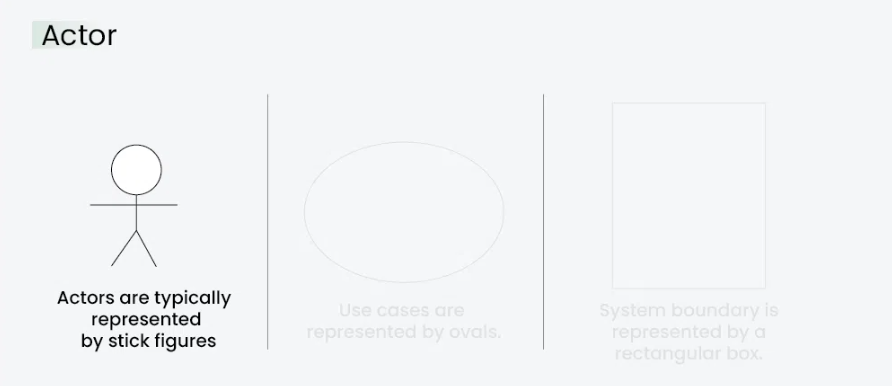 Actor
Actors are typically
represented
by stick figures
Use cases are
represented by ovals.
System boundary is
represented by a
rectangular box.